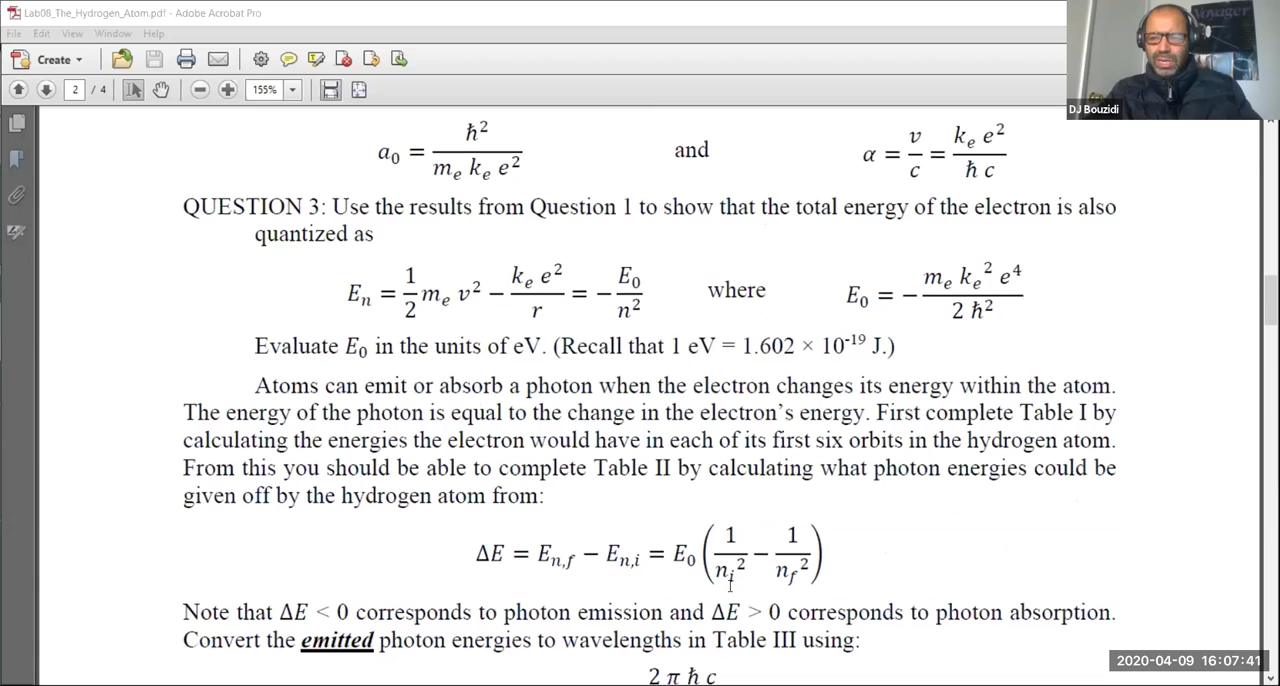 Lab08_The_Hydrogen_Atom.pdf - Adobe Acrobat Pro
File Edit View Window Help
Create
2 / 4 155%
Voyager
DJ Bouzidi
a₀ = ℏ² / (mₑ kₑ e²) and α = v/c = kₑ e² / (ℏ c)
QUESTION 3: Use the results from Question 1 to show that the total energy of the electron is also
quantized as
Eₙ = 1/2 mₑ v² − kₑ e² / r = − E₀ / n² where E₀ = − mₑ kₑ² e⁴ / (2 ℏ²)
Evaluate E₀ in the units of eV. (Recall that 1 eV = 1.602 × 10⁻¹⁹ J.)
Atoms can emit or absorb a photon when the electron changes its energy within the atom.
The energy of the photon is equal to the change in the electron's energy. First complete Table I by
calculating the energies the electron would have in each of its first six orbits in the hydrogen atom.
From this you should be able to complete Table II by calculating what photon energies could be
given off by the hydrogen atom from:
ΔE = E_{n,f} − E_{n,i} = E₀ (1/n_i² − 1/n_f²)
Note that ΔE < 0 corresponds to photon emission and ΔE > 0 corresponds to photon absorption.
Convert the emitted photon energies to wavelengths in Table III using:
2 π ℏ c
2020-04-09 16:07:41